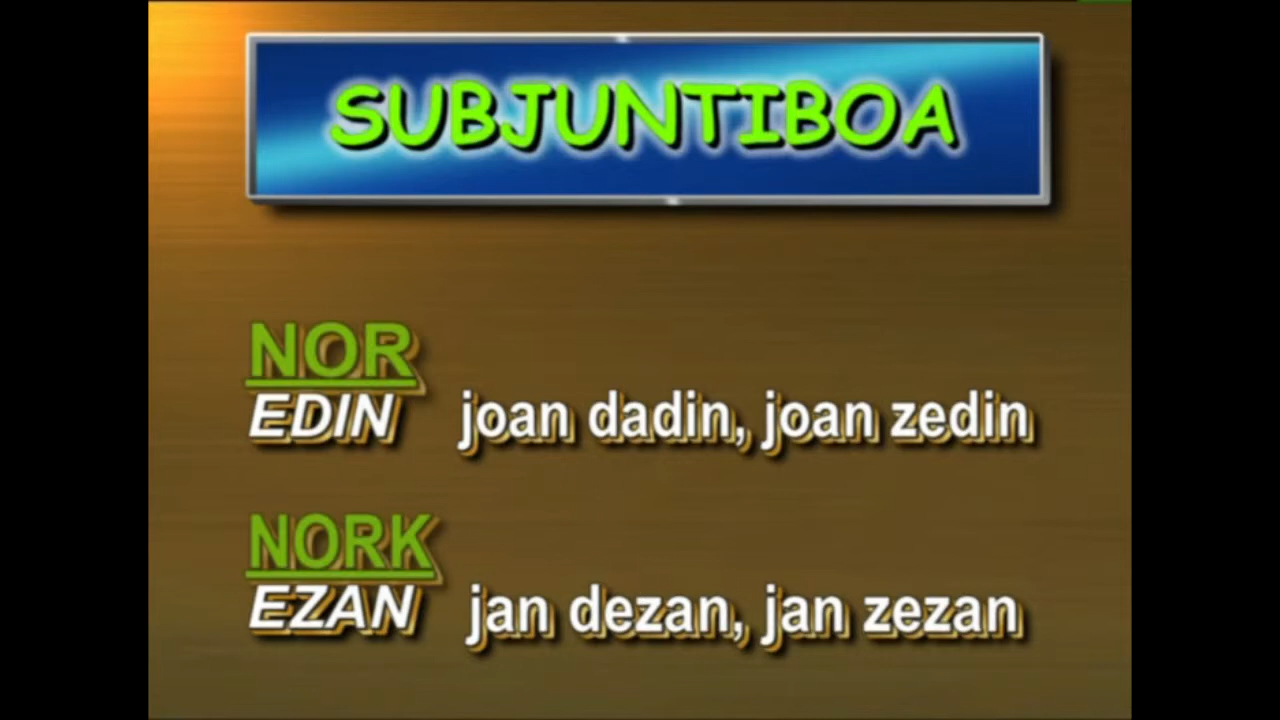 SUBJUNTIBOA
NOR
EDIN joan dadin, joan zedin
NORK
EZAN jan dezan, jan zezan